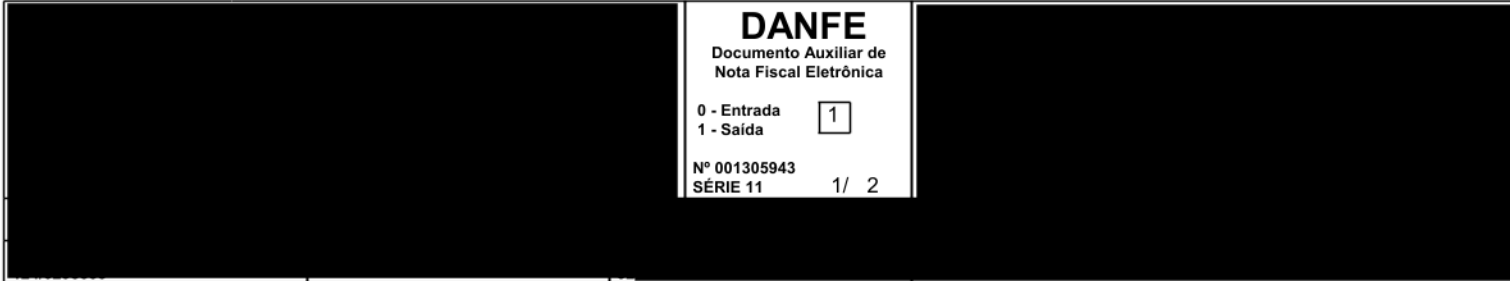 DANFE
Documento Auxiliar de
Nota Fiscal Eletrônica
0 - Entrada
1 - Saída
1
Nº 001305943
SÉRIE 11
1/ 2